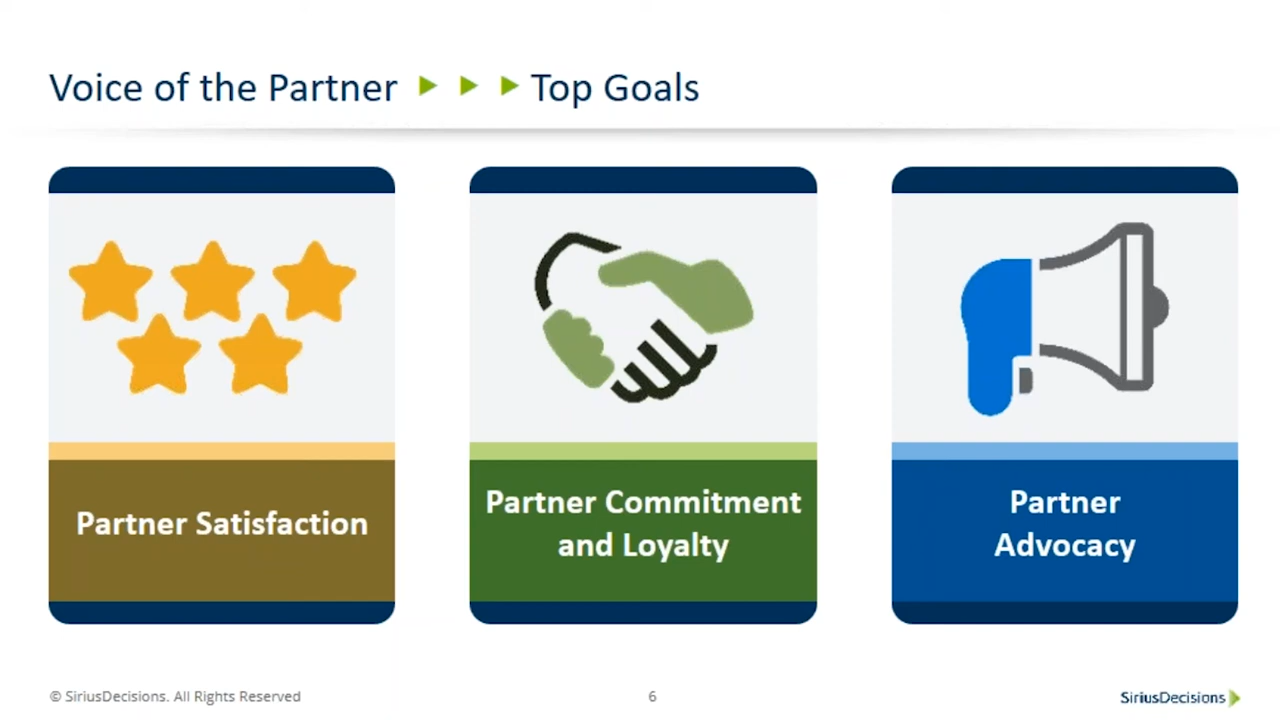 Voice of the Partner Top Goals
Partner Satisfaction
Partner Commitment
and Loyalty
Partner
Advocacy
© SiriusDecisions. All Rights Reserved
6
SiriusDecisions